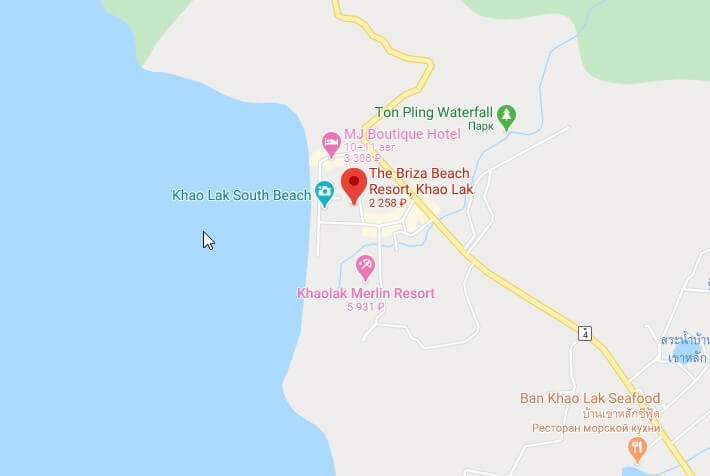 Ton Pling Waterfall
Парк
MJ Boutique Hotel
10–11 авг
3 308 ₽
The Briza Beach
Resort, Khao Lak
2 258 ₽
Khao Lak South Beach
Khaolak Merlin Resort
5 931 ₽
4
สระน้ำบ้าน
เขาหลัก
Ban Khao Lak Seafood
บ้านเขาหลักซีฟู้ด
Ресторан морской кухни